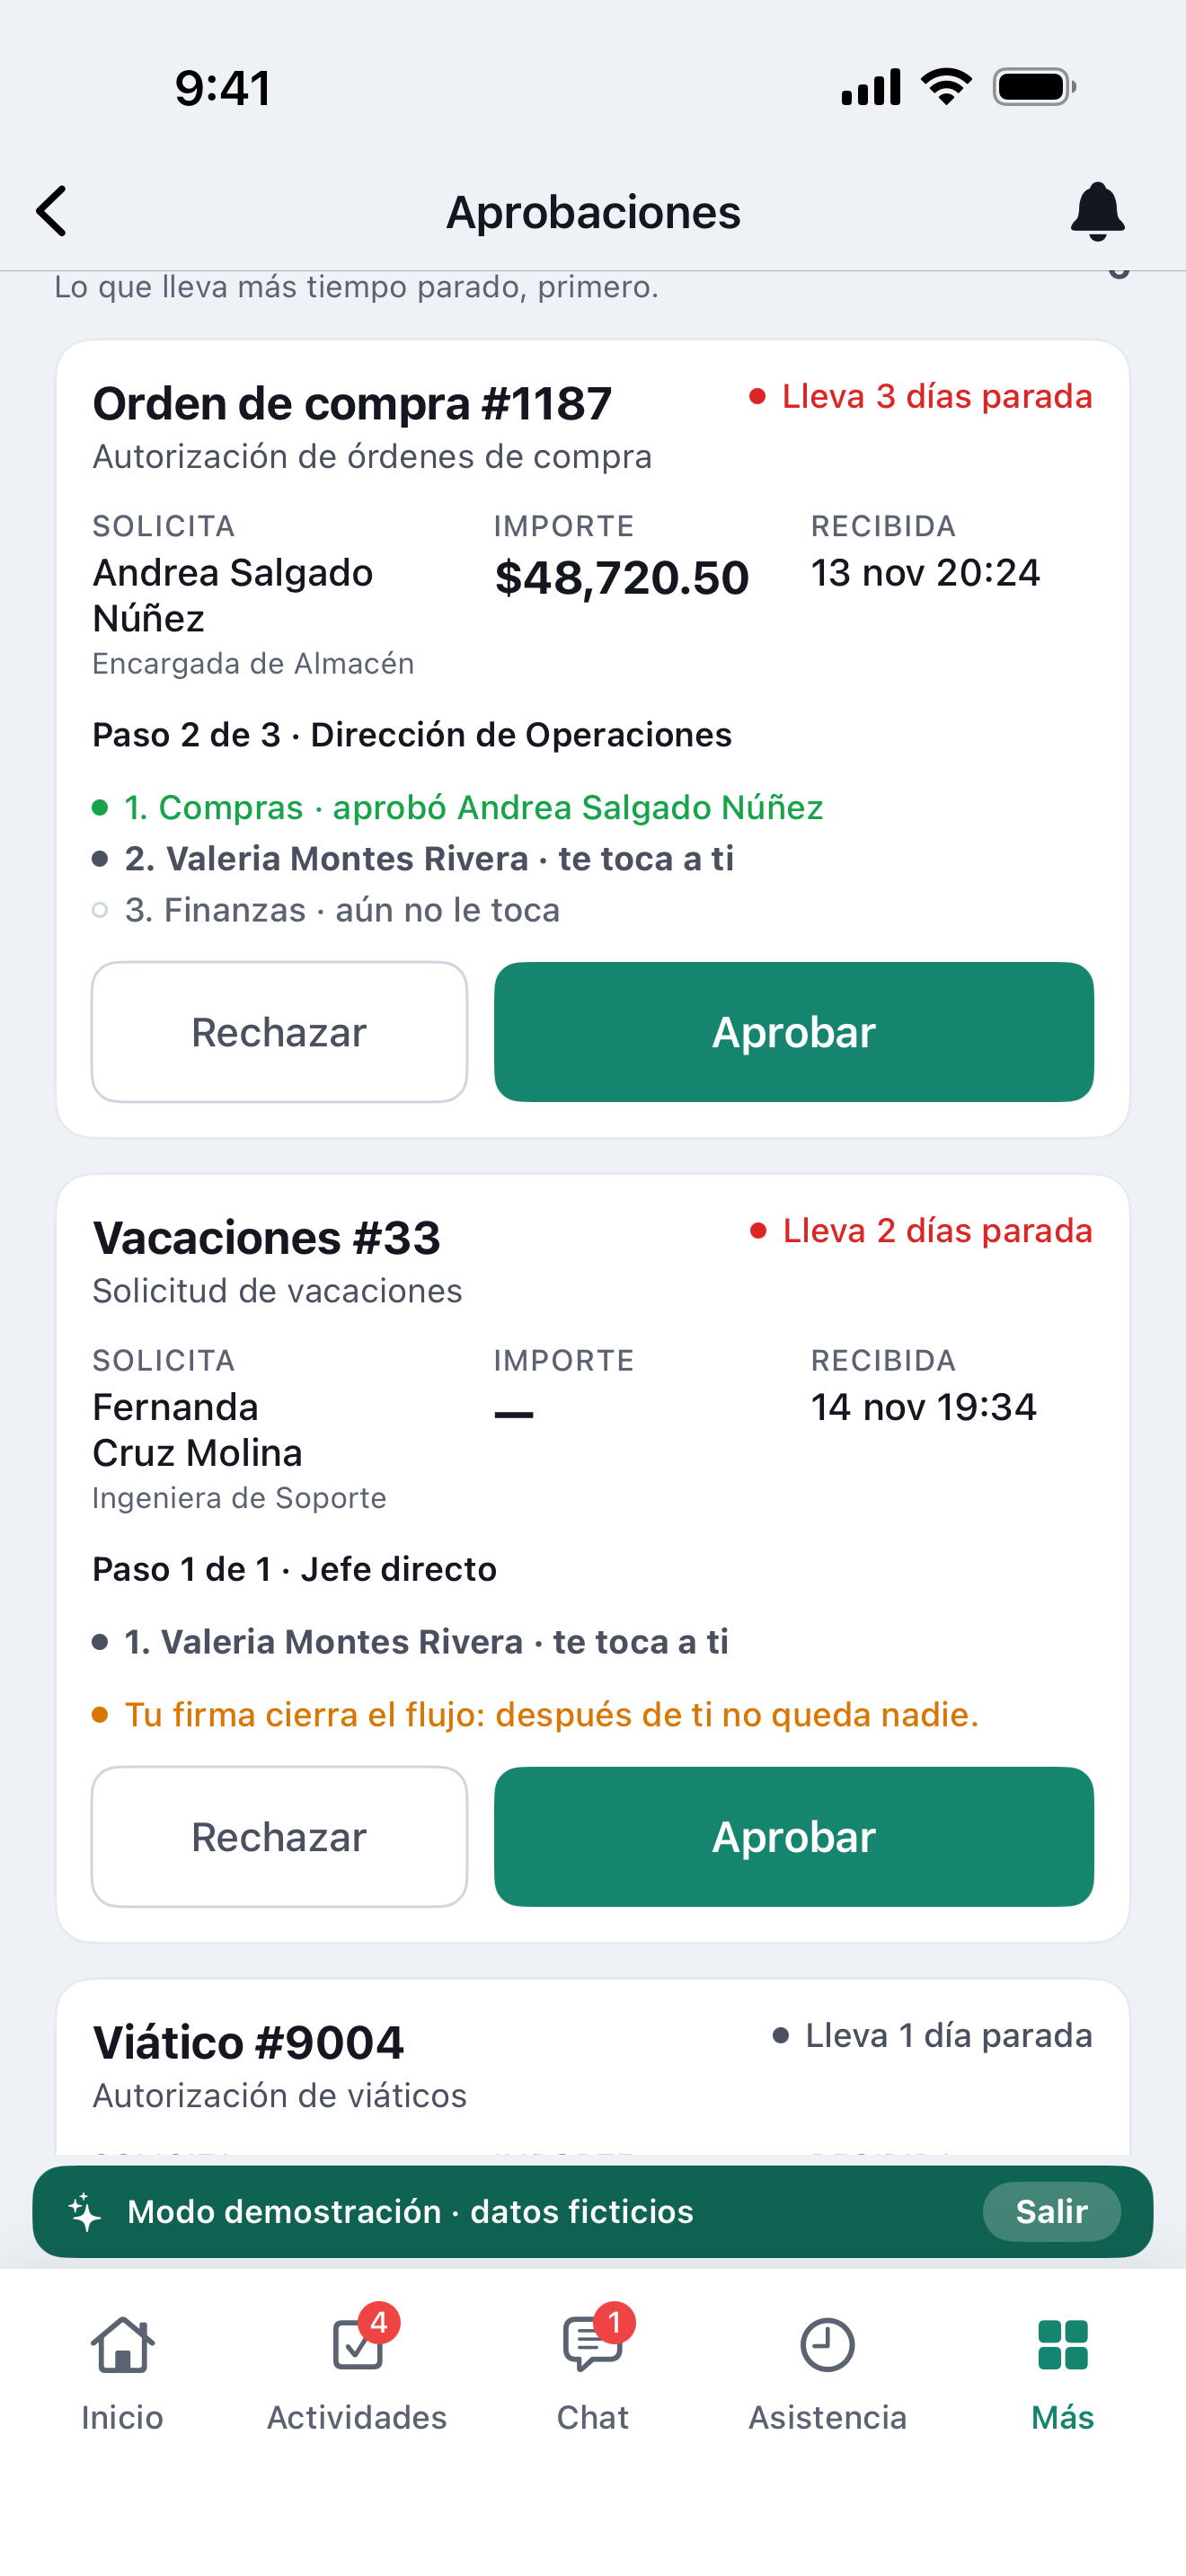 9:41
Aprobaciones
Lo que lleva más tiempo parado, primero.
Orden de compra #1187
Lleva 3 días parada
Autorización de órdenes de compra
SOLICITA
IMPORTE
RECIBIDA
Andrea Salgado
Núñez
$48,720.50
13 nov 20:24
Encargada de Almacén
Paso 2 de 3 · Dirección de Operaciones
1. Compras · aprobó Andrea Salgado Núñez
2. Valeria Montes Rivera · te toca a ti
3. Finanzas · aún no le toca
Rechazar
Aprobar
Vacaciones #33
Lleva 2 días parada
Solicitud de vacaciones
SOLICITA
IMPORTE
RECIBIDA
Fernanda
Cruz Molina
—
14 nov 19:34
Ingeniera de Soporte
Paso 1 de 1 · Jefe directo
1. Valeria Montes Rivera · te toca a ti
Tu firma cierra el flujo: después de ti no queda nadie.
Rechazar
Aprobar
Viático #9004
Lleva 1 día parada
Autorización de viáticos
Modo demostración · datos ficticios
Salir
4
1
Inicio
Actividades
Chat
Asistencia
Más